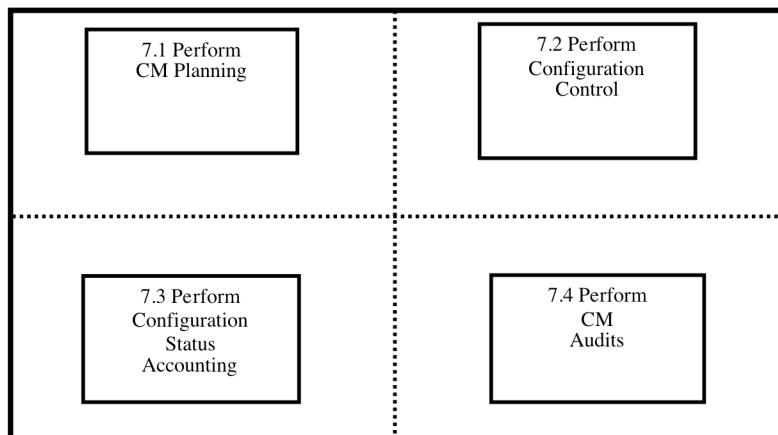 7.1 Perform
CM Planning
7.2 Perform
Configuration
Control
7.3 Perform
Configuration
Status
Accounting
7.4 Perform
CM
Audits